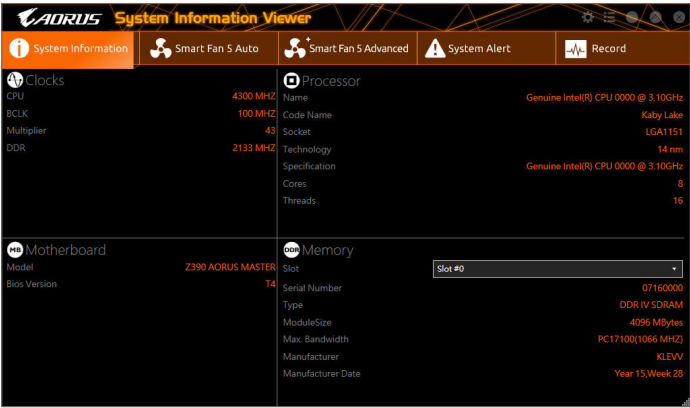 AORUS System Information Viewer
System Information
Smart Fan 5 Auto
Smart Fan 5 Advanced
System Alert
Record
Clocks
CPU 4300 MHZ
BCLK 100 MHZ
Multiplier 43
DDR 2133 MHZ
Processor
Name Genuine Intel(R) CPU 0000 @ 3.10GHz
Code Name Kaby Lake
Socket LGA1151
Technology 14 nm
Specification Genuine Intel(R) CPU 0000 @ 3.10GHz
Cores 8
Threads 16
MB Motherboard
Model Z390 AORUS MASTER
Bios Version T4
DDR Memory
Slot Slot #0
Serial Number 07160000
Type DDR IV SDRAM
ModuleSize 4096 MBytes
Max. Bandwidth PC17100(1066 MHZ)
Manufacturer KLEVV
Manufacturer Date Year 15,Week 28